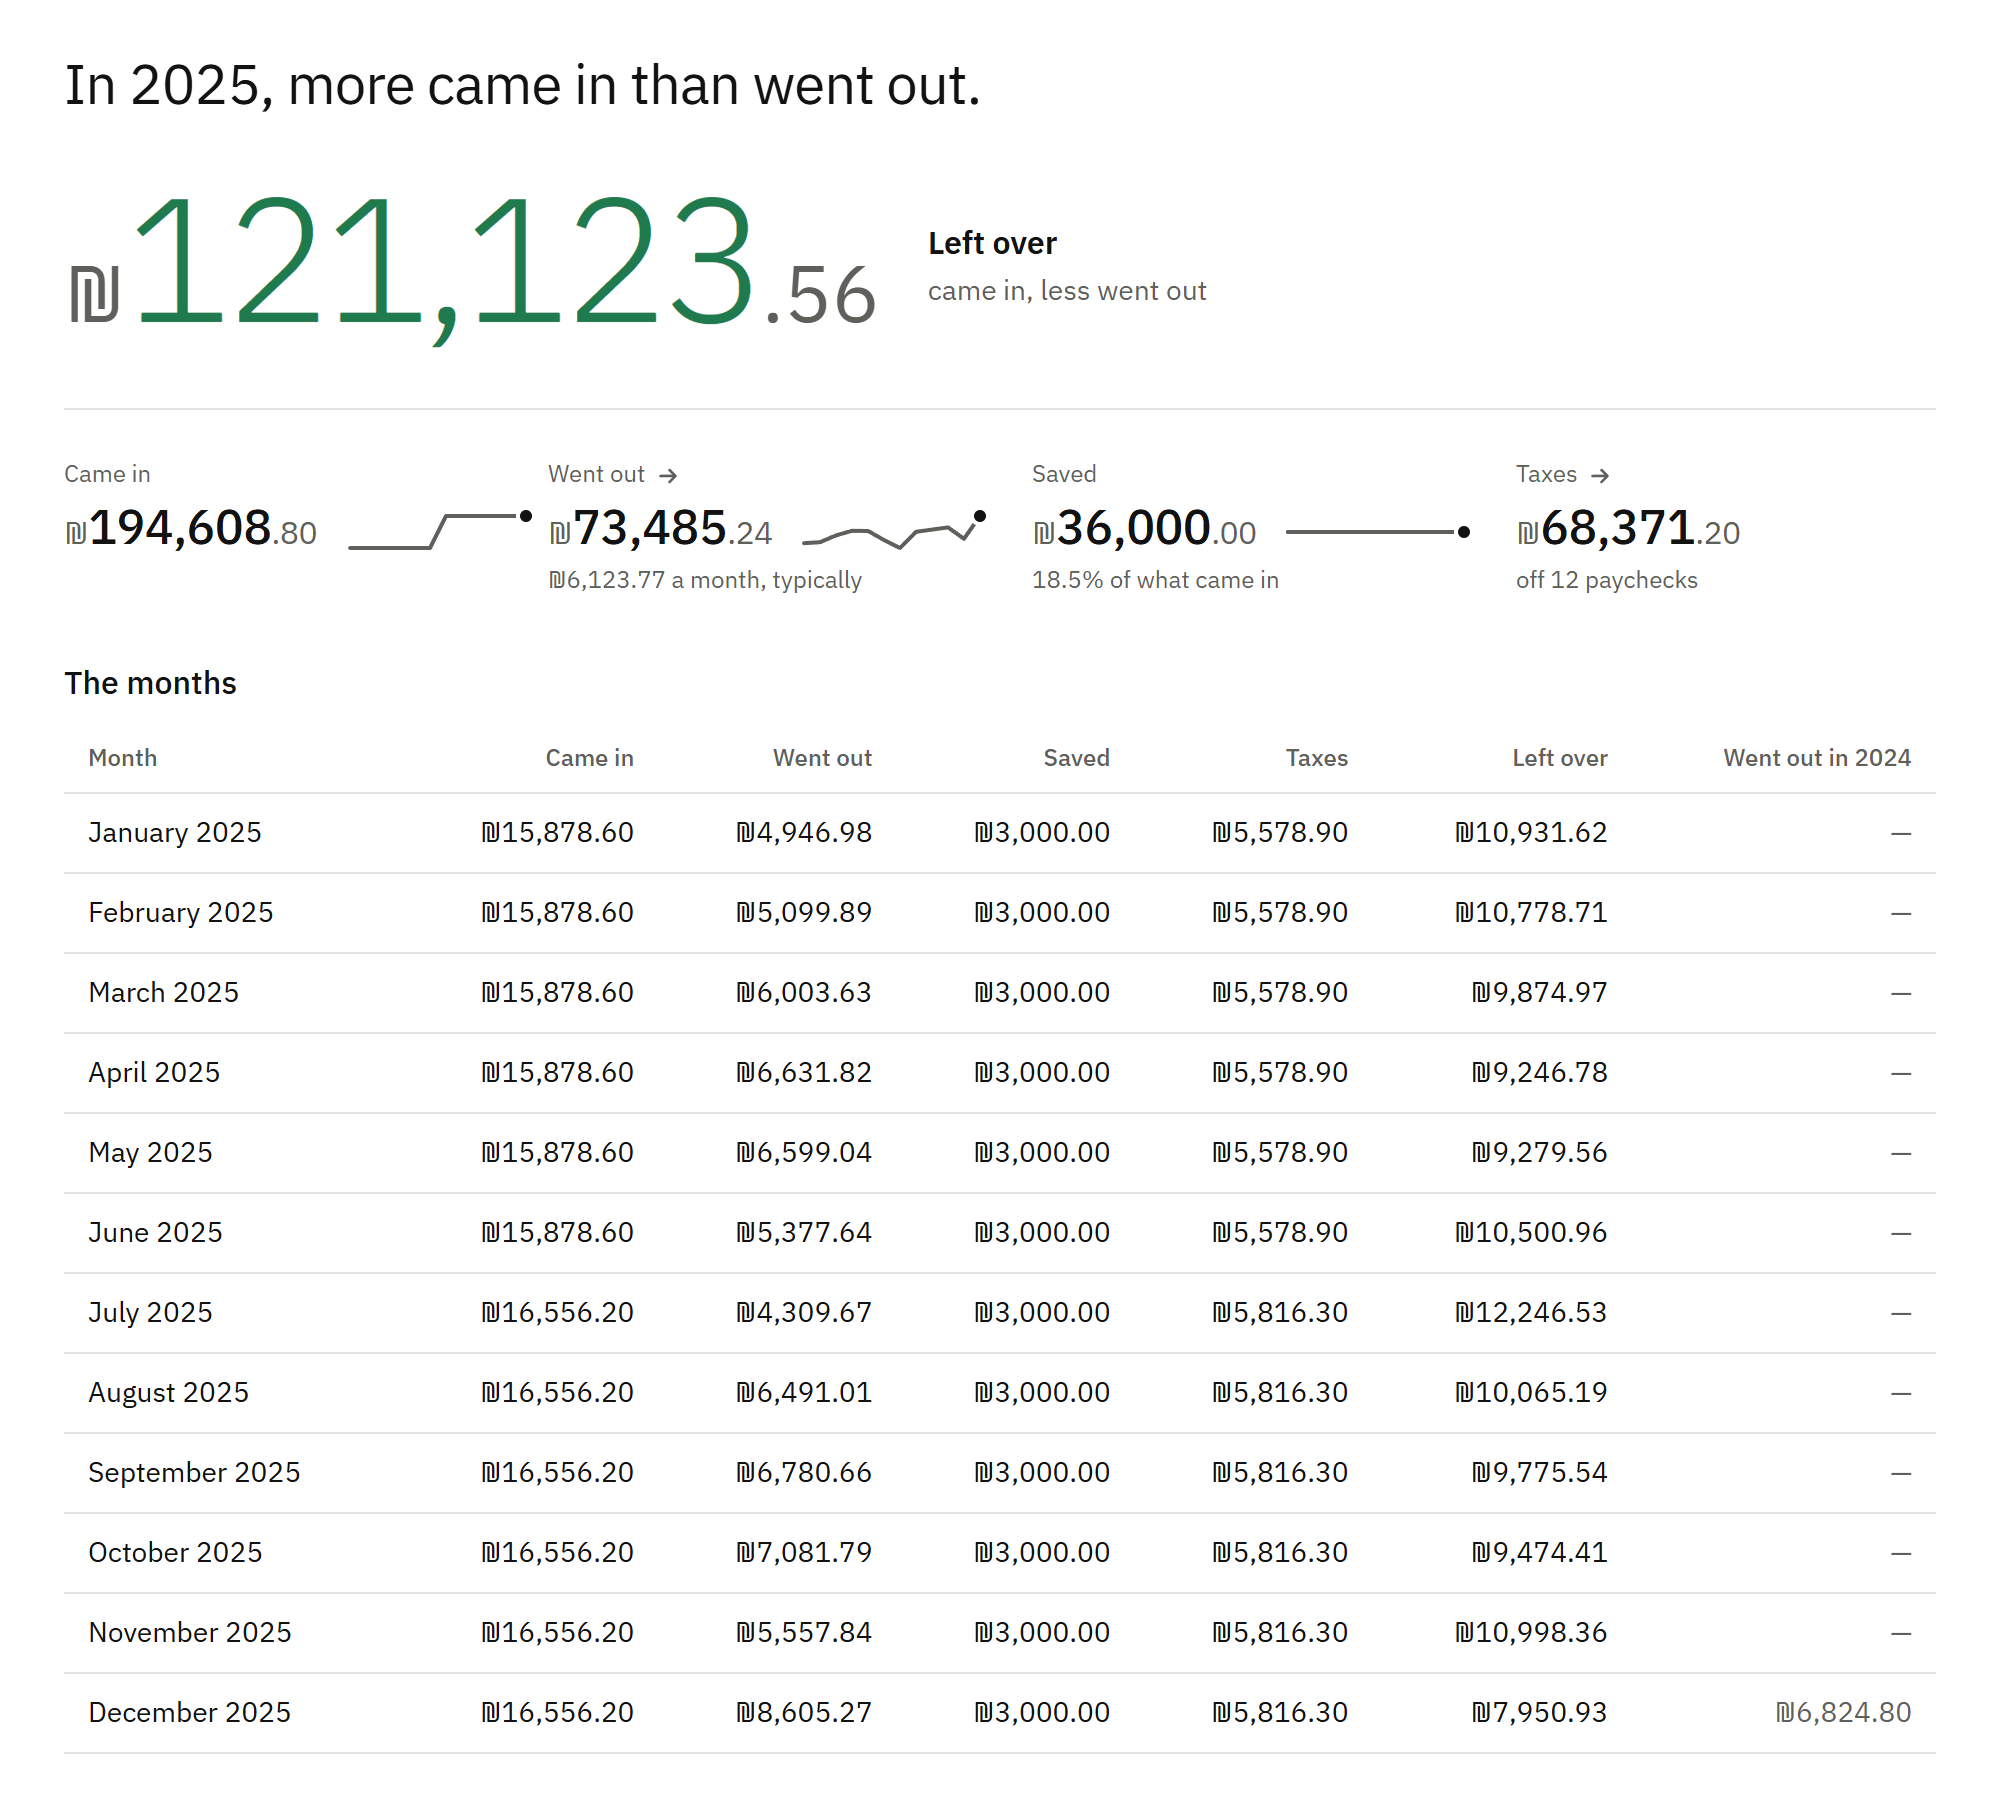 In 2025, more came in than went out.
₪121,123.56
Left over
came in, less went out
Came in
₪194,608.80
Went out →
₪73,485.24
₪6,123.77 a month, typically
Saved
₪36,000.00
18.5% of what came in
Taxes →
₪68,371.20
off 12 paychecks
The months
Month Came in Went out Saved Taxes Left over Went out in 2024
January 2025 ₪15,878.60 ₪4,946.98 ₪3,000.00 ₪5,578.90 ₪10,931.62 —
February 2025 ₪15,878.60 ₪5,099.89 ₪3,000.00 ₪5,578.90 ₪10,778.71 —
March 2025 ₪15,878.60 ₪6,003.63 ₪3,000.00 ₪5,578.90 ₪9,874.97 —
April 2025 ₪15,878.60 ₪6,631.82 ₪3,000.00 ₪5,578.90 ₪9,246.78 —
May 2025 ₪15,878.60 ₪6,599.04 ₪3,000.00 ₪5,578.90 ₪9,279.56 —
June 2025 ₪15,878.60 ₪5,377.64 ₪3,000.00 ₪5,578.90 ₪10,500.96 —
July 2025 ₪16,556.20 ₪4,309.67 ₪3,000.00 ₪5,816.30 ₪12,246.53 —
August 2025 ₪16,556.20 ₪6,491.01 ₪3,000.00 ₪5,816.30 ₪10,065.19 —
September 2025 ₪16,556.20 ₪6,780.66 ₪3,000.00 ₪5,816.30 ₪9,775.54 —
October 2025 ₪16,556.20 ₪7,081.79 ₪3,000.00 ₪5,816.30 ₪9,474.41 —
November 2025 ₪16,556.20 ₪5,557.84 ₪3,000.00 ₪5,816.30 ₪10,998.36 —
December 2025 ₪16,556.20 ₪8,605.27 ₪3,000.00 ₪5,816.30 ₪7,950.93 ₪6,824.80